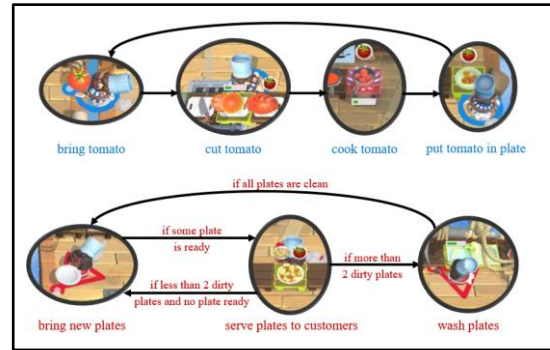 bring tomato
cut tomato
cook tomato
put tomato in plate
if all plates are clean
if some plate
is ready
if less than 2 dirty
plates and no plate ready
if more than
2 dirty plates
bring new plates
serve plates to customers
wash plates